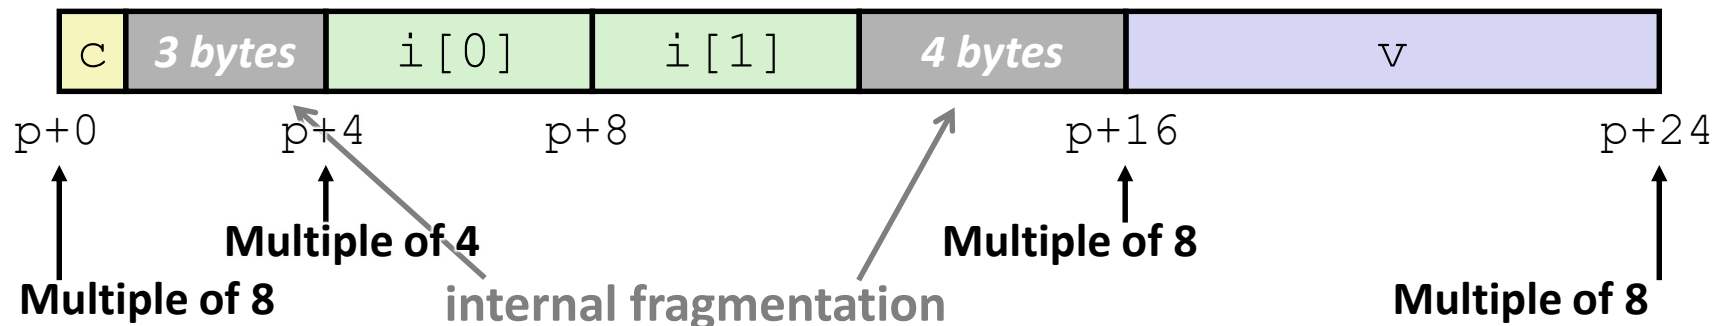 c 3 bytes i[0] i[1] 4 bytes v
p+0 p+4 p+8 p+16 p+24
Multiple of 4 Multiple of 8
Multiple of 8 internal fragmentation Multiple of 8